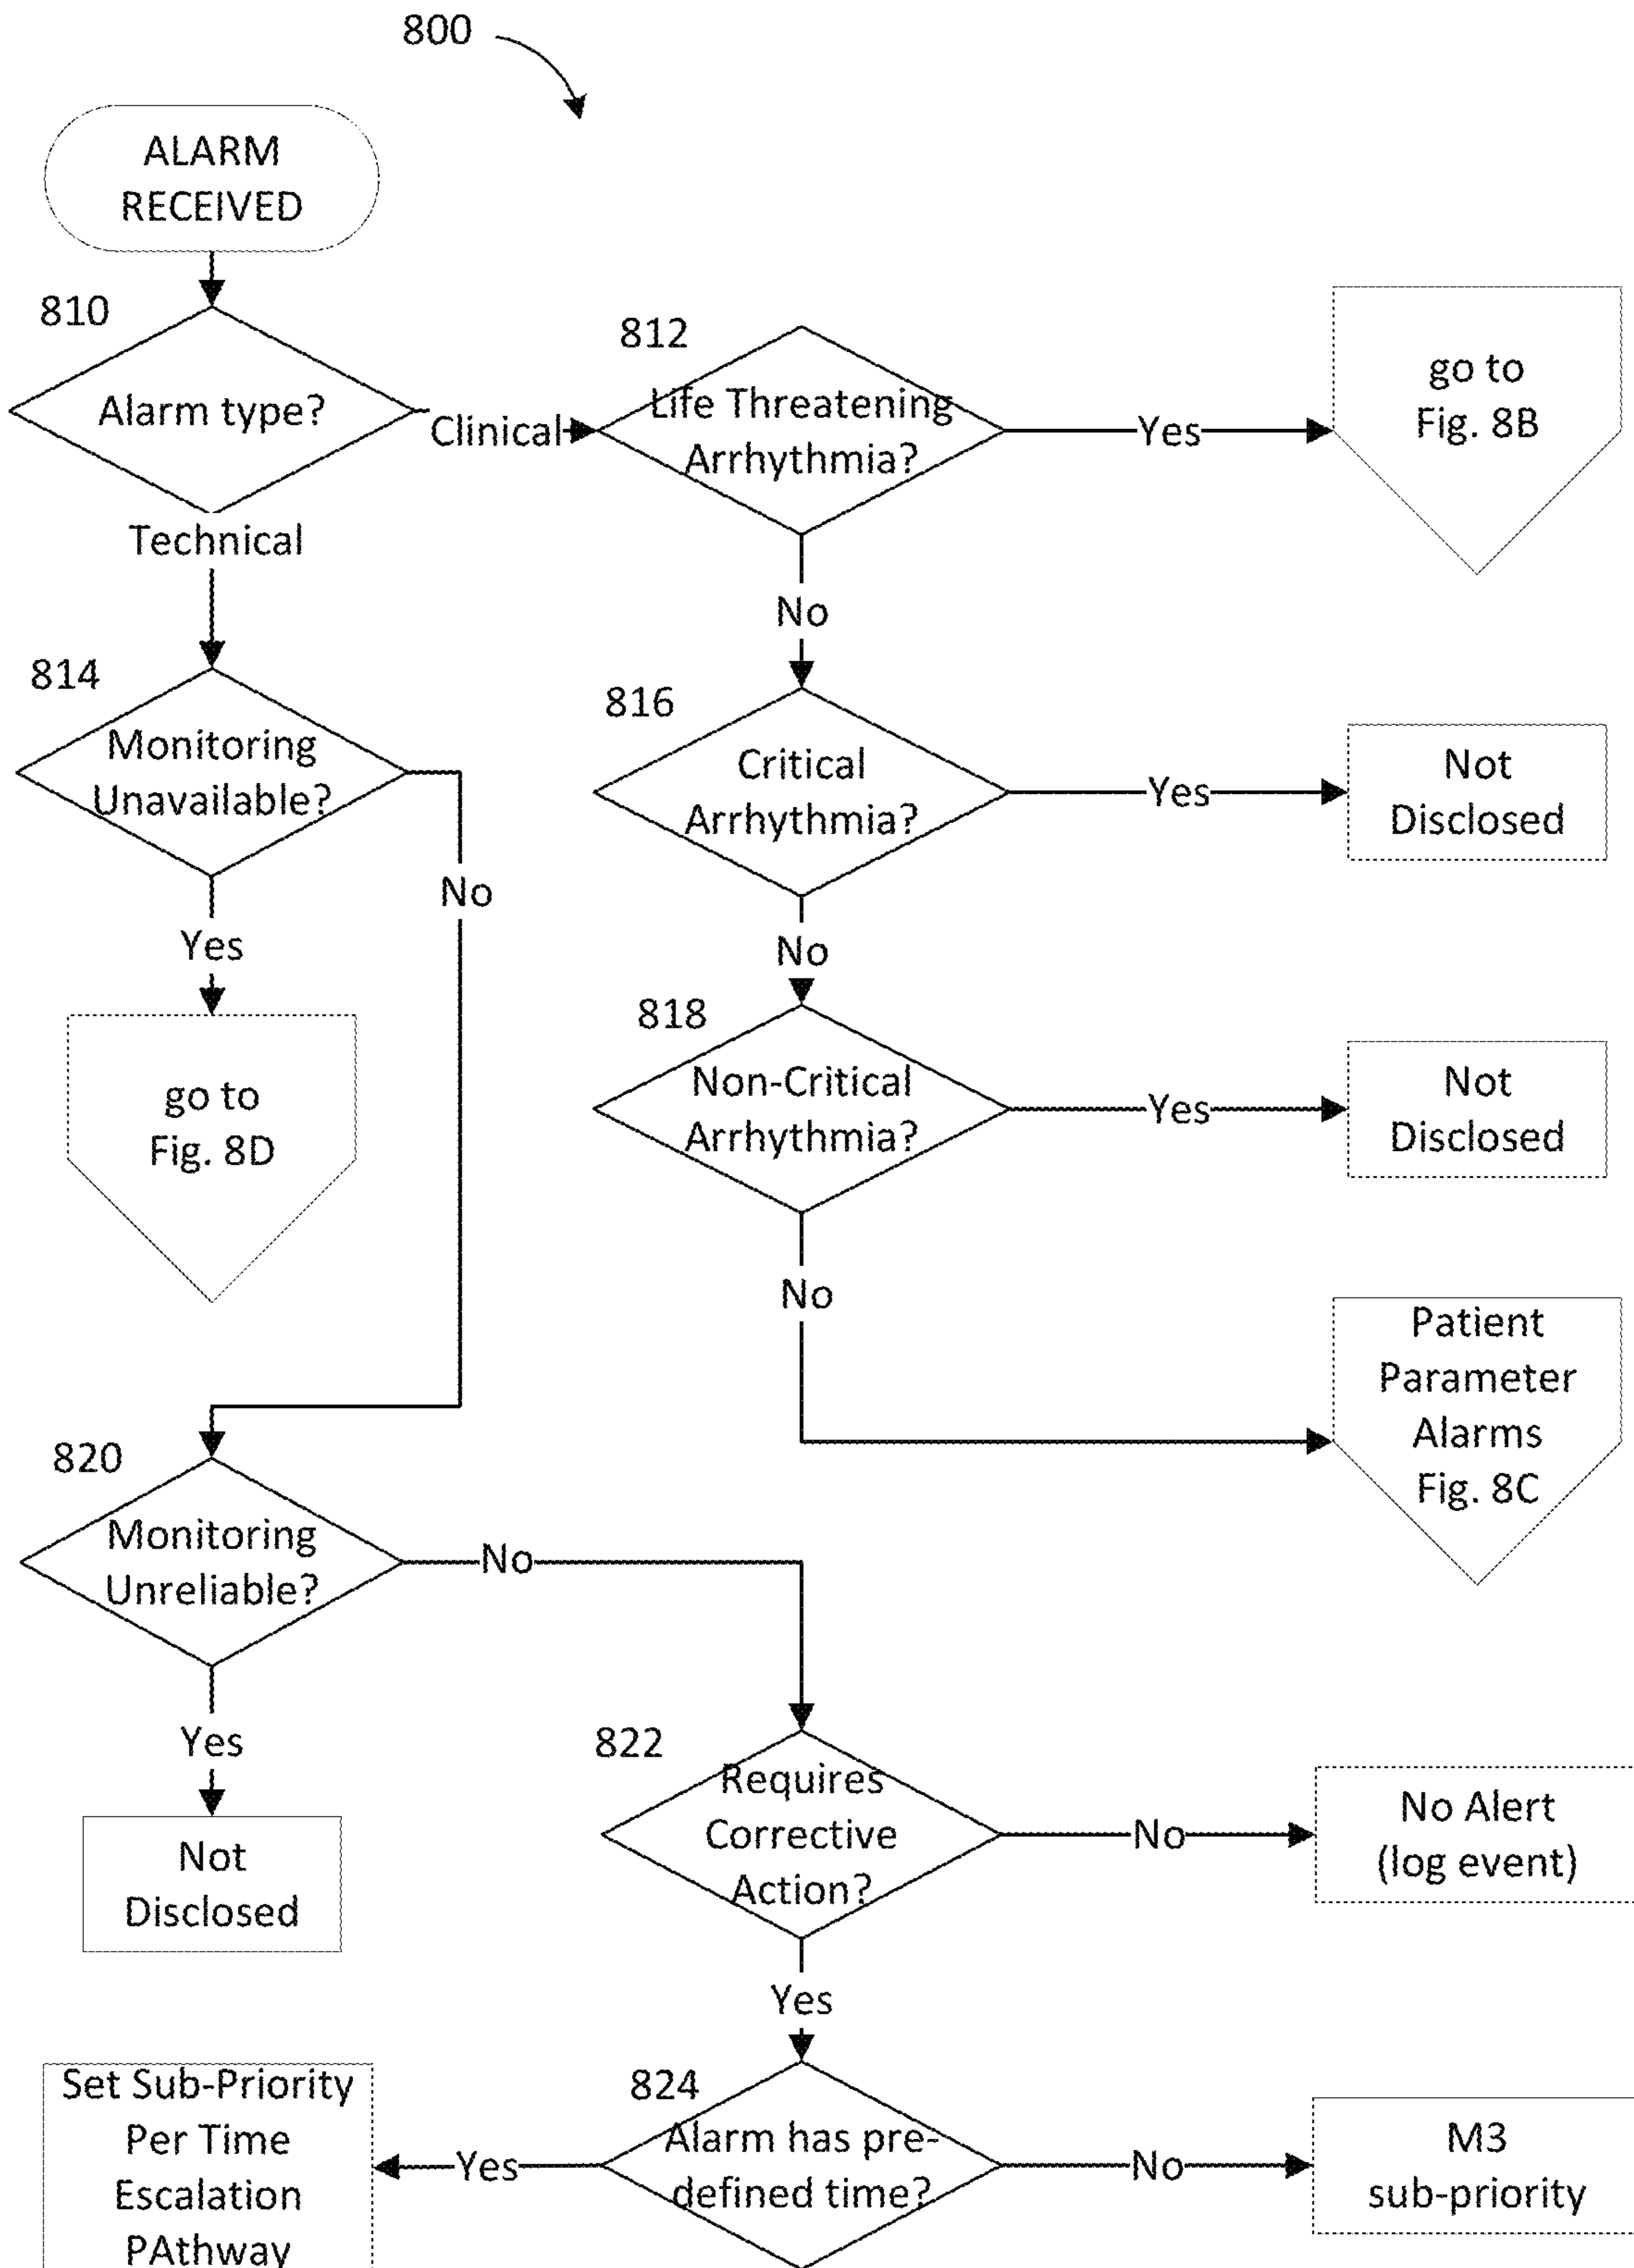 800
ALARM
RECEIVED
810
Alarm type?
Clinical
812
Life Threatening
Arrhythmia?
Yes
go to
Fig. 8B
Technical
No
814
Monitoring
Unavailable?
No
Yes
go to
Fig. 8D
816
Critical
Arrhythmia?
Yes
Not
Disclosed
No
818
Non-Critical
Arrhythmia?
Yes
Not
Disclosed
No
Patient
Parameter
Alarms
Fig. 8C
820
Monitoring
Unreliable?
No
Yes
Not
Disclosed
822
Requires
Corrective
Action?
No
No Alert
(log event)
Yes
824
Alarm has pre-
defined time?
Yes
Set Sub-Priority
Per Time
Escalation
PAthway
No
M3
sub-priority